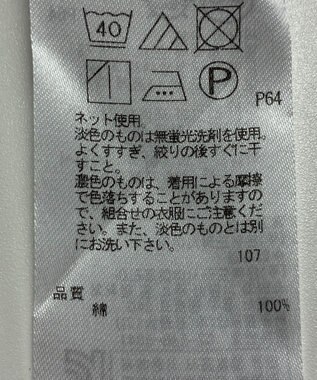 40
P
P64
ネット使用。
淡色のものは無蛍光洗剤を使用。
よくすすぎ、絞りの後すぐに干
すこと。
濃色のものは、着用による摩擦
で色落ちすることがありますの
で、組合せの衣服にご注意くだ
さい。また、淡色のものとは別
にお洗い下さい。
107
品質
綿 100%